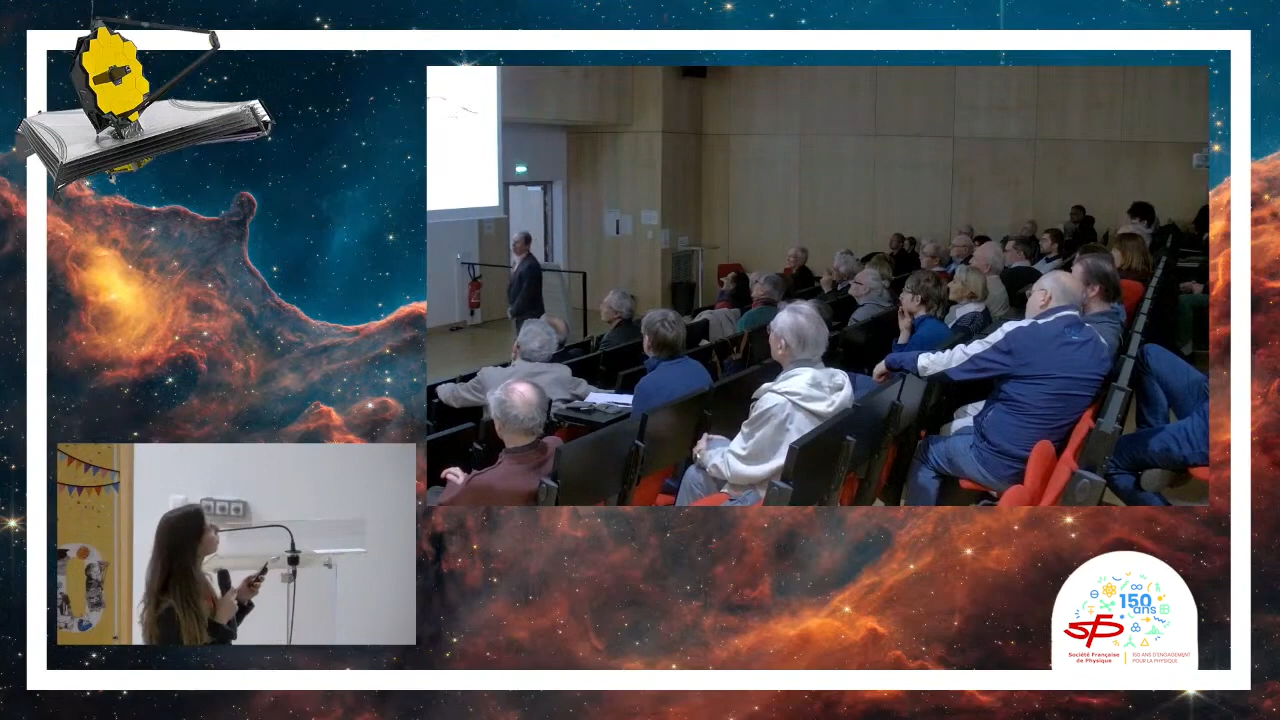 150
ans
sfp
Société Française
de Physique
150 ANS D'ENGAGEMENT
POUR LA PHYSIQUE